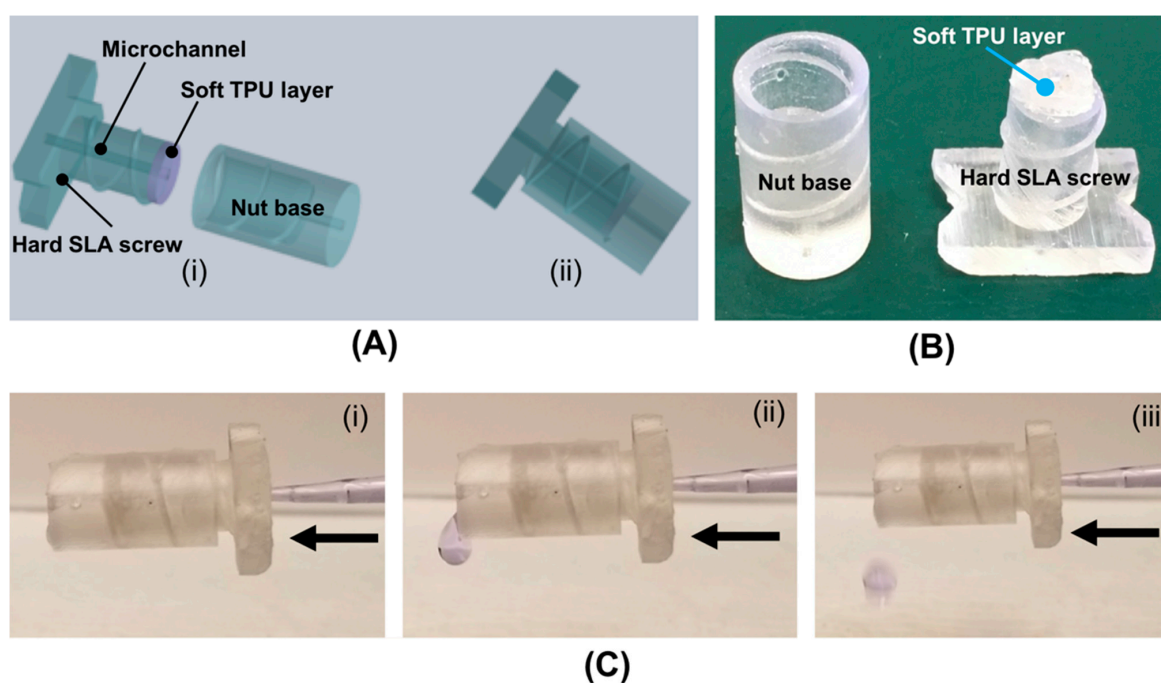 Microchannel
Soft TPU layer
Nut base
Hard SLA screw
(i)
(ii)
(A)
Soft TPU layer
Nut base
Hard SLA screw
(B)
(i)
(ii)
(iii
(C)